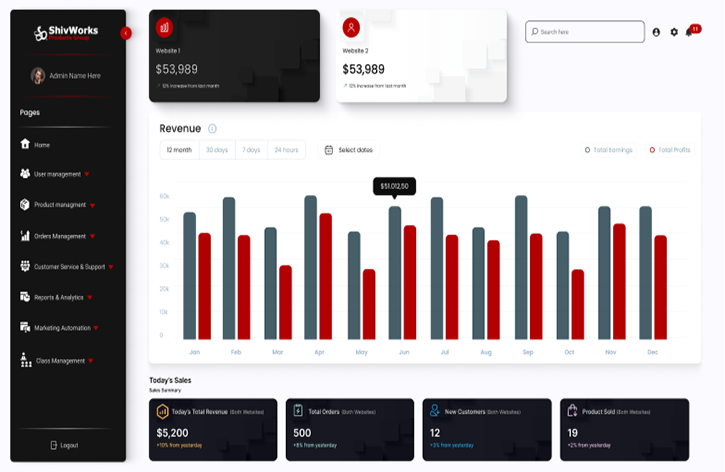 ShivWorks
Products Group
Admin Name Here
Pages
Home
User management
Product managment
Orders Management
Customer Service & Support
Reports & Analytics
Marketing Automation
Class Management
Logout
Website 1
$53,989
12% increase from last month
Website 2
$53,989
12% increase from last month
Search here
11
Revenue
12 month
30 days
7 days
24 hours
Select dates
Total Earnings
Total Profits
$51,012,50
60k
50k
40k
30k
20k
10k
0
Jan Feb Mar Apr May Jun Jul Aug Sep Oct Nov Dec
Today's Sales
Sales Summary
Today's Total Revenue (Both Websites)
$5,200
+10% from yesterday
Total Orders (Both Websites)
500
+8% from yesterday
New Customers (Both Websites)
12
+3% from yesterday
Product Sold (Both Websites)
19
+2% from yesterday